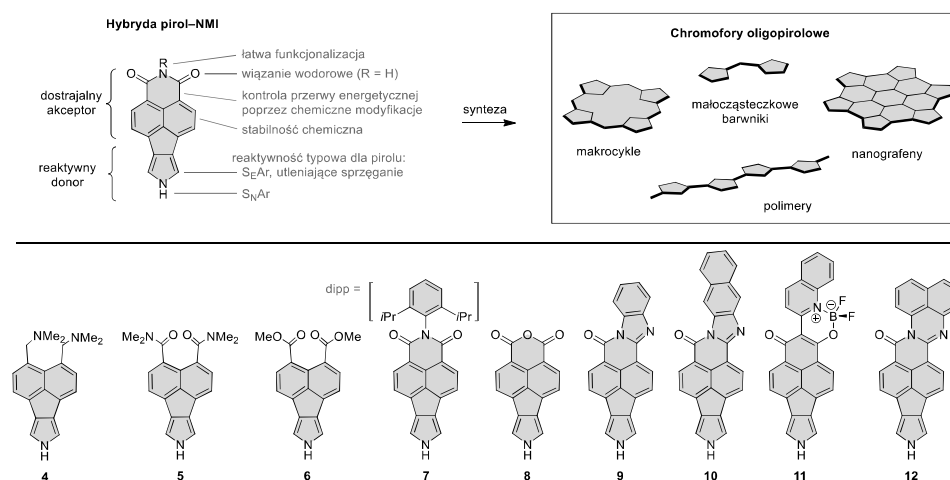 Hybryda pirol–NMI
R
O N O
łatwa funkcjonalizacja
wiązanie wodorowe (R = H)
kontrola przerwy energetycznej
poprzez chemiczne modyfikacje
stabilność chemiczna
dostrajalny
akceptor
reaktywny
donor
reaktywność typowa dla pirolu:
SEAr, utleniające sprzęganie
SNAr
N
H
synteza
Chromofory oligopirolowe
makrocykle
małocząsteczkowe
barwniki
nanografeny
polimery
NMe2 NMe2
N
H
4
Me2N O O NMe2
N
H
5
MeO O O OMe
N
H
6
dipp =
iPr iPr
O N O
N
H
7
O O O
N
H
8
O N N
N
H
9
O N N
N
H
10
N ⊕ B ⊖ F
F
O O
N
H
11
O N N
N
H
12